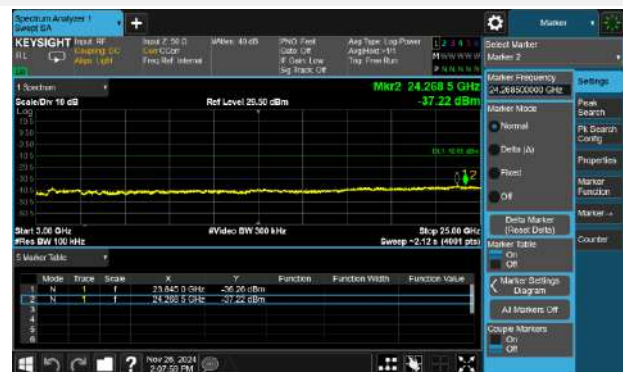 Spectrum Analyzer 1
Swept SA
Marker
KEYSIGHT
Input: RF
Coupling: DC
Align: Light
Input Z: 50 Ω
Corr CCorr
Freq Ref: Internal
#Atten: 40 dB
PNO: Fast
Gate: Off
IF Gain: Low
Sig Track: Off
Avg Type: Log-Power
Avg|Hold:>1/1
Trig: Free Run
1 2 3 4 5 6
M W W W W W
P N N N N N
Select Marker
Marker 2
1 Spectrum
Mkr2 24.268 5 GHz
Scale/Div 10 dB
Ref Level 29.50 dBm
-37.22 dBm
Log
Marker Frequency
24.268500000 GHz
Settings
Marker Mode
Peak
Search
Normal
Pk Search
Config
Delta (Δ)
Properties
Fixed
Marker
Function
Off
Marker→
Delta Marker
(Reset Delta)
Counter
Start 3.00 GHz
#Video BW 300 kHz
Stop 25.00 GHz
#Res BW 100 kHz
Sweep ~2.12 s (4001 pts)
Marker Table
On
Off
5 Marker Table
Mode Trace Scale X Y Function Function Width Function Value
1 N 1 f 23.845 0 GHz -36.26 dBm
2 N 1 f 24.268 5 GHz -37.22 dBm
3
4
5
6
Marker Settings
Diagram
All Markers Off
Couple Markers
On
Off
Nov 26, 2024
2:07:59 PM